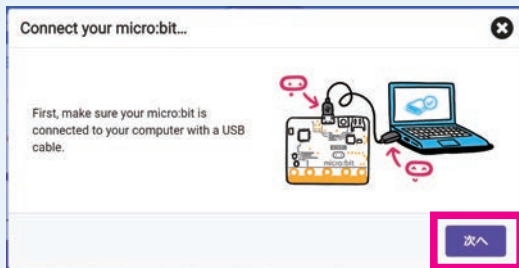 Connect your micro:bit...
First, make sure your micro:bit is
connected to your computer with a USB
cable.
micro:bit
次へ